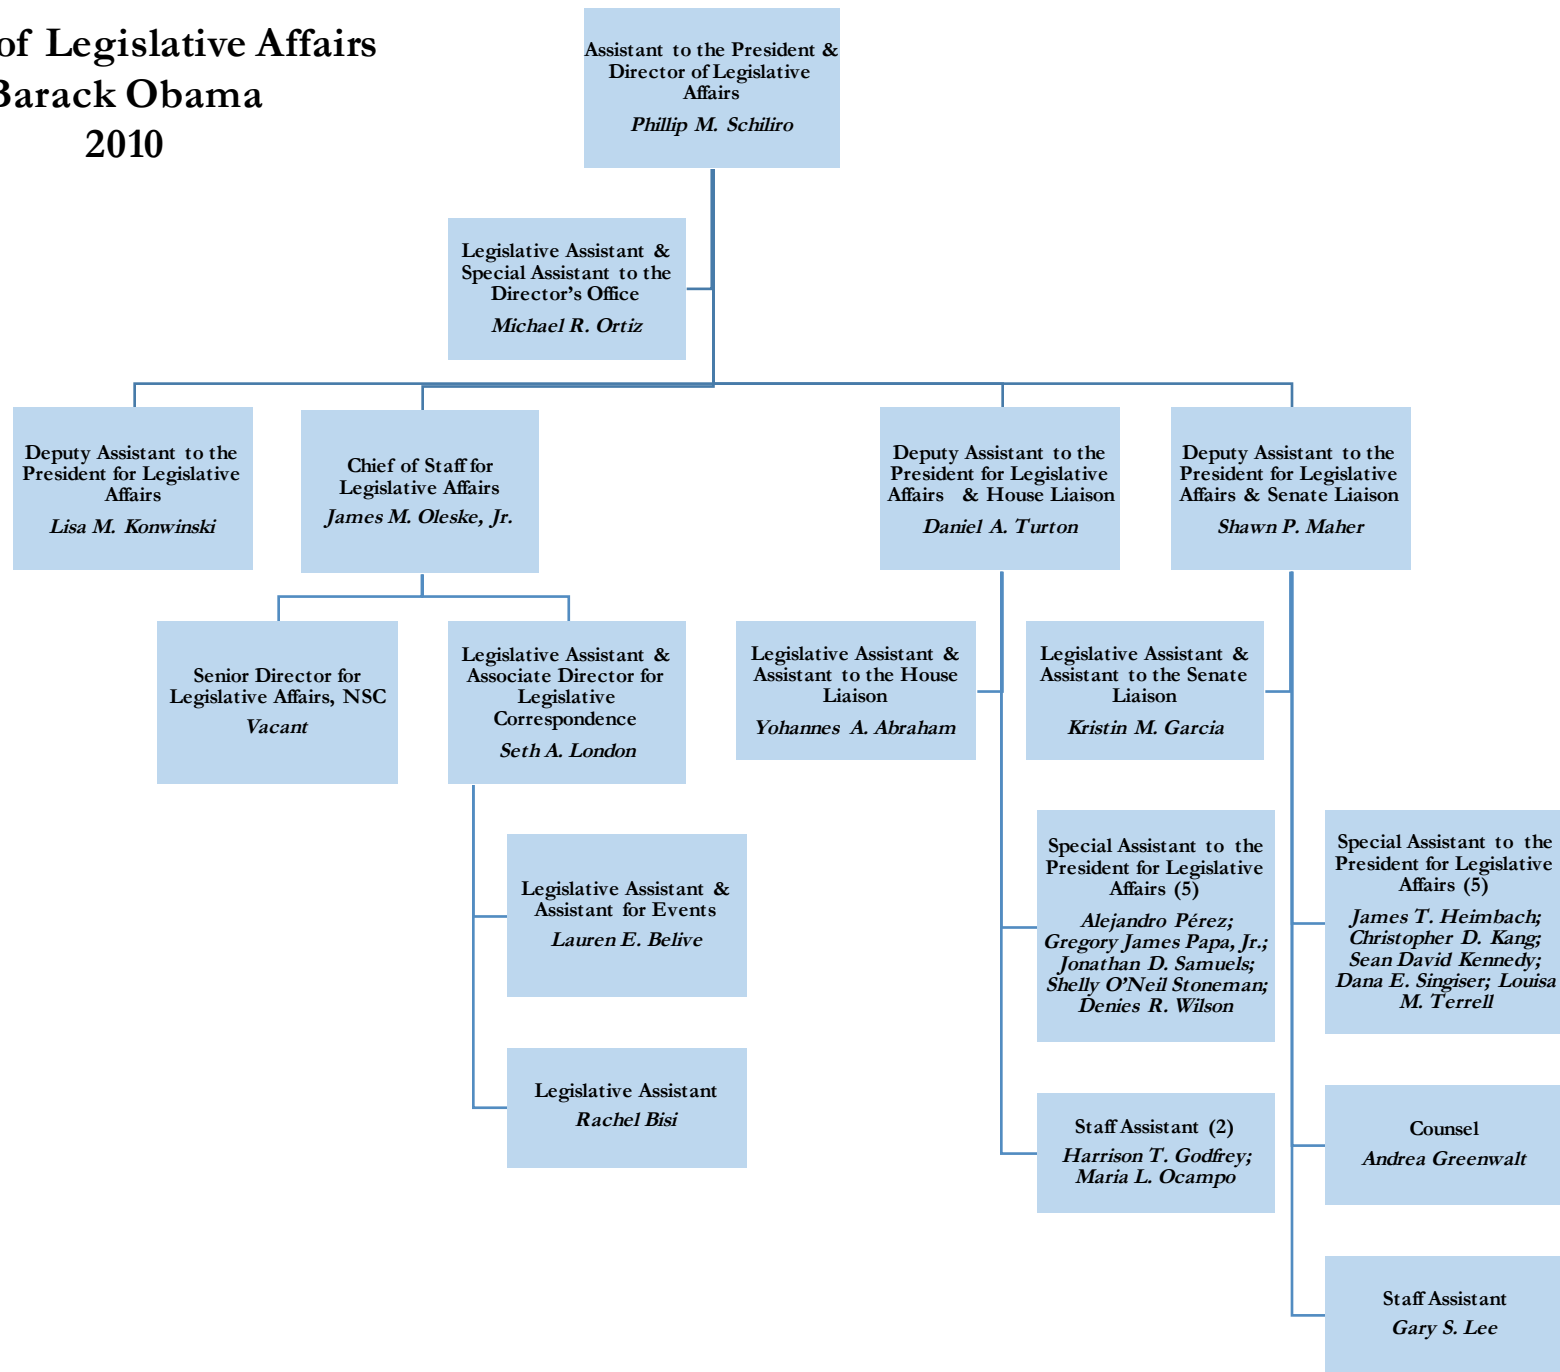 of Legislative Affairs
Barack Obama
2010
Assistant to the President &
Director of Legislative
Affairs
Phillip M. Schiliro
Legislative Assistant &
Special Assistant to the
Director's Office
Michael R. Ortiz
Deputy Assistant to the
President for Legislative
Affairs
Lisa M. Konwinski
Chief of Staff for
Legislative Affairs
James M. Oleske, Jr.
Deputy Assistant to the
President for Legislative
Affairs & House Liaison
Daniel A. Turton
Deputy Assistant to the
President for Legislative
Affairs & Senate Liaison
Shawn P. Maher
Senior Director for
Legislative Affairs, NSC
Vacant
Legislative Assistant &
Associate Director for
Legislative
Correspondence
Seth A. London
Legislative Assistant &
Assistant to the House
Liaison
Yohannes A. Abraham
Legislative Assistant &
Assistant to the Senate
Liaison
Kristin M. Garcia
Legislative Assistant &
Assistant for Events
Lauren E. Belive
Legislative Assistant
Rachel Bisi
Special Assistant to the
President for Legislative
Affairs (5)
Alejandro Pérez;
Gregory James Papa, Jr.;
Jonathan D. Samuels;
Shelly O'Neil Stoneman;
Denies R. Wilson
Staff Assistant (2)
Harrison T. Godfrey;
Maria L. Ocampo
Special Assistant to the
President for Legislative
Affairs (5)
James T. Heimbach;
Christopher D. Kang;
Sean David Kennedy;
Dana E. Singiser; Louisa
M. Terrell
Counsel
Andrea Greenwalt
Staff Assistant
Gary S. Lee